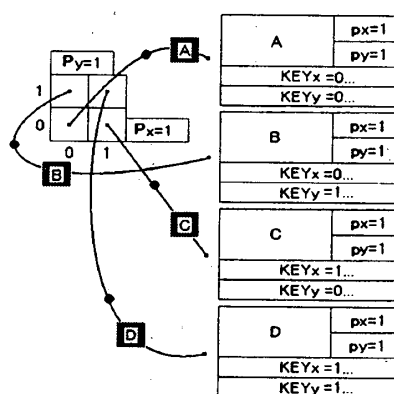 Py=1
1
0
Px=1
0 1
A
B
C
D
A
px=1
py=1
KEYx =0...
KEYy =0...
B
px=1
py=1
KEYx =0...
KEYy =1...
C
px=1
py=1
KEYx =1...
KEYy =0...
D
px=1
py=1
KEYx =1...
KEYy =1...